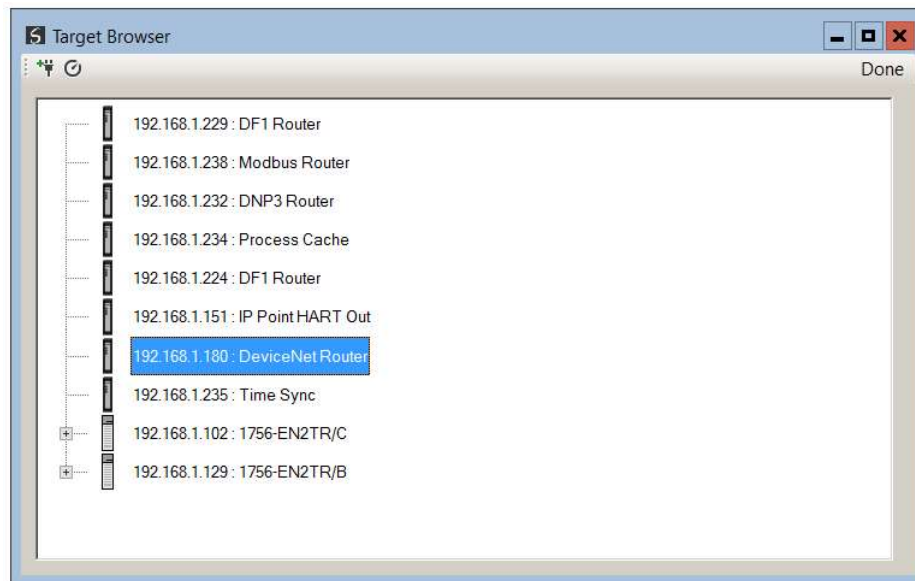 Target Browser
Done
192.168.1.229 : DF1 Router
192.168.1.238 : Modbus Router
192.168.1.232 : DNP3 Router
192.168.1.234 : Process Cache
192.168.1.224 : DF1 Router
192.168.1.151 : IP Point HART Out
192.168.1.180 : DeviceNet Router
192.168.1.235 : Time Sync
192.168.1.102 : 1756-EN2TR/C
192.168.1.129 : 1756-EN2TR/B